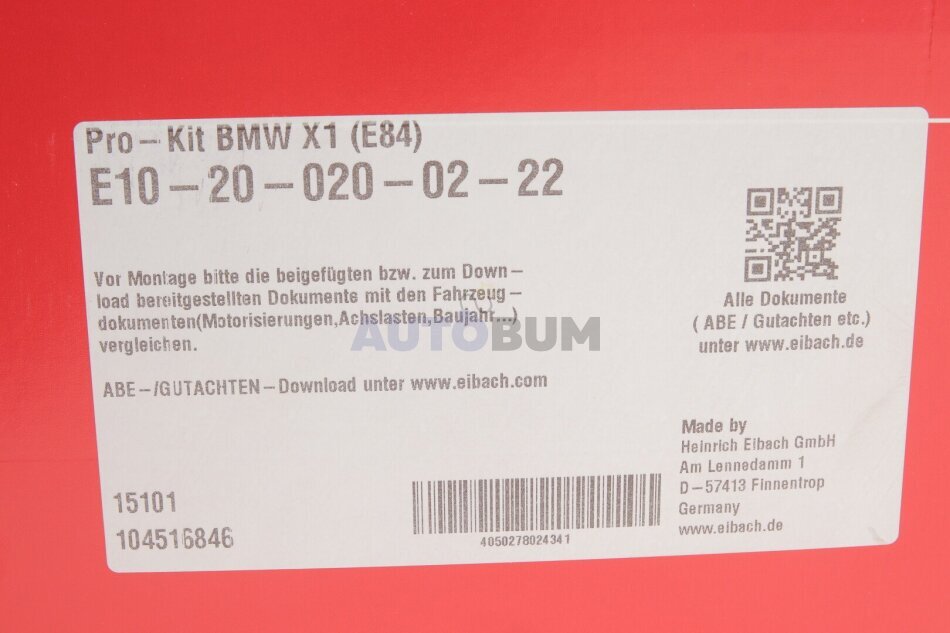 Pro-Kit BMW X1 (E84)
E10-20-020-02-22
Vor Montage bitte die beigefügten bzw. zum Down-
load bereitgestellten Dokumente mit den Fahrzeug-
dokumenten(Motorisierungen,Achslasten,Baujahr...)
vergleichen.
AUTOBUM
ABE-/GUTACHTEN-Download unter www.eibach.com
Alle Dokumente
( ABE / Gutachten etc.)
unter www.eibach.de
15101
104516846
4050278024341
Made by
Heinrich Eibach GmbH
Am Lennedamm 1
D-57413 Finnentrop
Germany
www.eibach.de